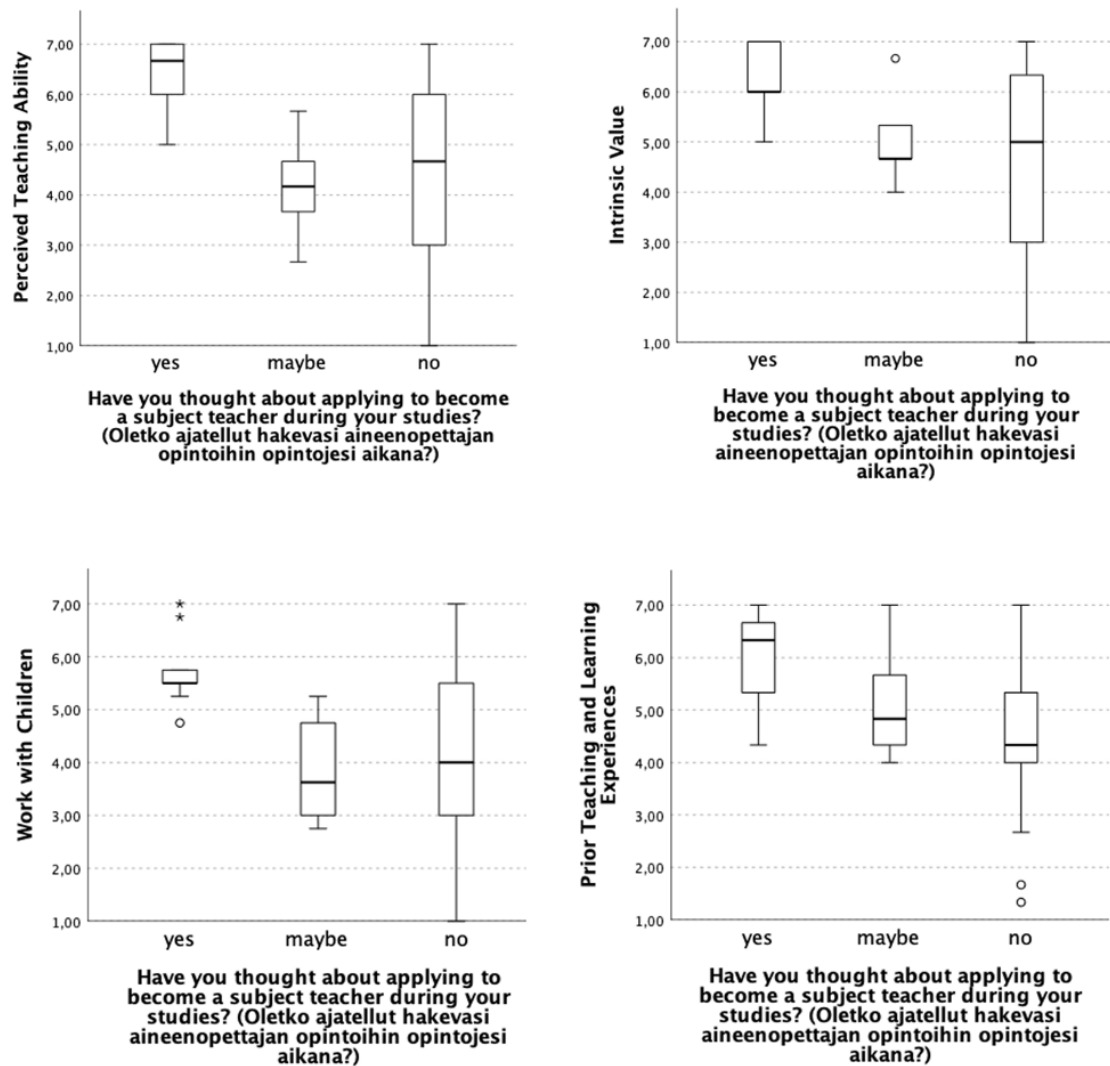 Perceived Teaching Ability
7,00
6,00
5,00
4,00
3,00
2,00
1,00
yes maybe no
Have you thought about applying to become
a subject teacher during your studies?
(Oletko ajatellut hakevasi aineenopettajan
opintoihin opintojesi aikana?)
Intrinsic Value
7,00
6,00
5,00
4,00
3,00
2,00
1,00
yes maybe no
Have you thought about applying to
become a subject teacher during your
studies? (Oletko ajatellut hakevasi
aineenopettajan opintoihin opintojesi
aikana?)
Work with Children
7,00
6,00
5,00
4,00
3,00
2,00
1,00
yes maybe no
Have you thought about applying to
become a subject teacher during your
studies? (Oletko ajatellut hakevasi
aineenopettajan opintoihin opintojesi
aikana?)
Prior Teaching and Learning
Experiences
7,00
6,00
5,00
4,00
3,00
2,00
1,00
yes maybe no
Have you thought about applying to
become a subject teacher during your
studies? (Oletko ajatellut hakevasi
aineenopettajan opintoihin opintojesi
aikana?)